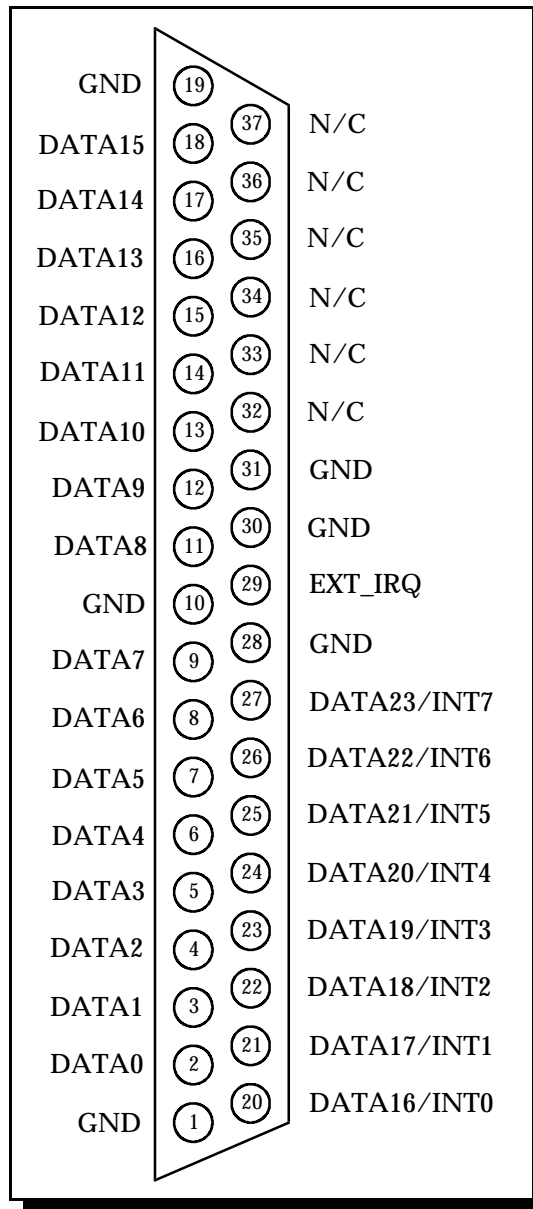 GND 19
37 N/C
DATA15 18
36 N/C
DATA14 17
35 N/C
DATA13 16
34 N/C
DATA12 15
33 N/C
DATA11 14
32 N/C
DATA10 13
31 GND
DATA9 12
30 GND
DATA8 11
29 EXT_IRQ
GND 10
28 GND
DATA7 9
27 DATA23/INT7
DATA6 8
26 DATA22/INT6
DATA5 7
25 DATA21/INT5
DATA4 6
24 DATA20/INT4
DATA3 5
23 DATA19/INT3
DATA2 4
22 DATA18/INT2
DATA1 3
21 DATA17/INT1
DATA0 2
20 DATA16/INT0
GND 1